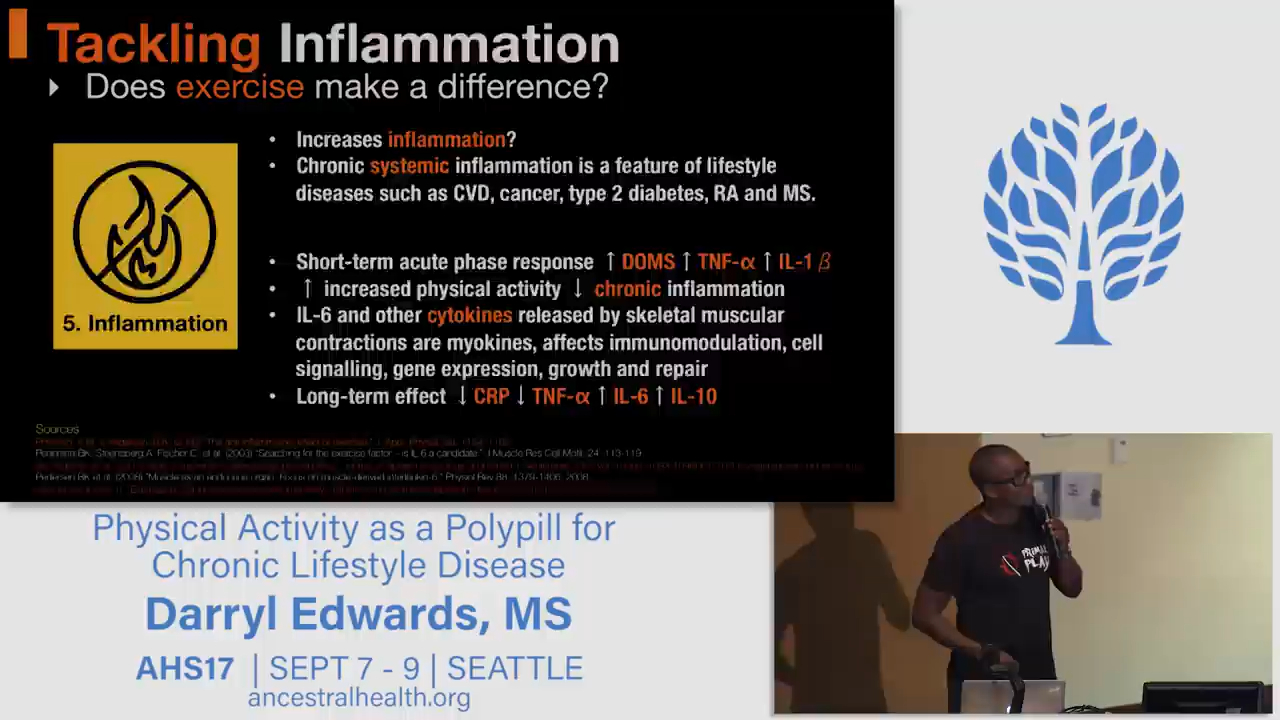 Tackling Inflammation
Does exercise make a difference?
• Increases inflammation?
• Chronic systemic inflammation is a feature of lifestyle
diseases such as CVD, cancer, type 2 diabetes, RA and MS.
5. Inflammation
• Short-term acute phase response ↑ DOMS ↑ TNF-α ↑ IL-1 β
• ↑ increased physical activity ↓ chronic inflammation
• IL-6 and other cytokines released by skeletal muscular
contractions are myokines, affects immunomodulation, cell
signalling, gene expression, growth and repair
• Long-term effect ↓ CRP ↓ TNF-α ↑ IL-6 ↑ IL-10
Sources
Physical Activity as a Polypill for
Chronic Lifestyle Disease
Darryl Edwards, MS
AHS17 | SEPT 7 - 9 | SEATTLE
ancestralhealth.org
PRIMAL
PLAY